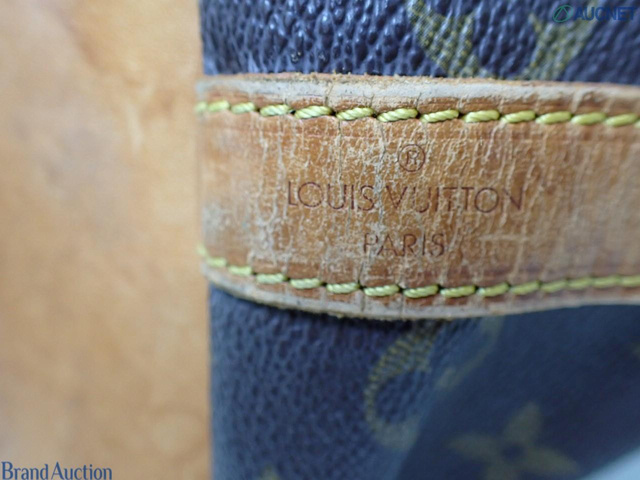 AUCNET
®
LOUIS VUITTON
PARIS
Brand Auction